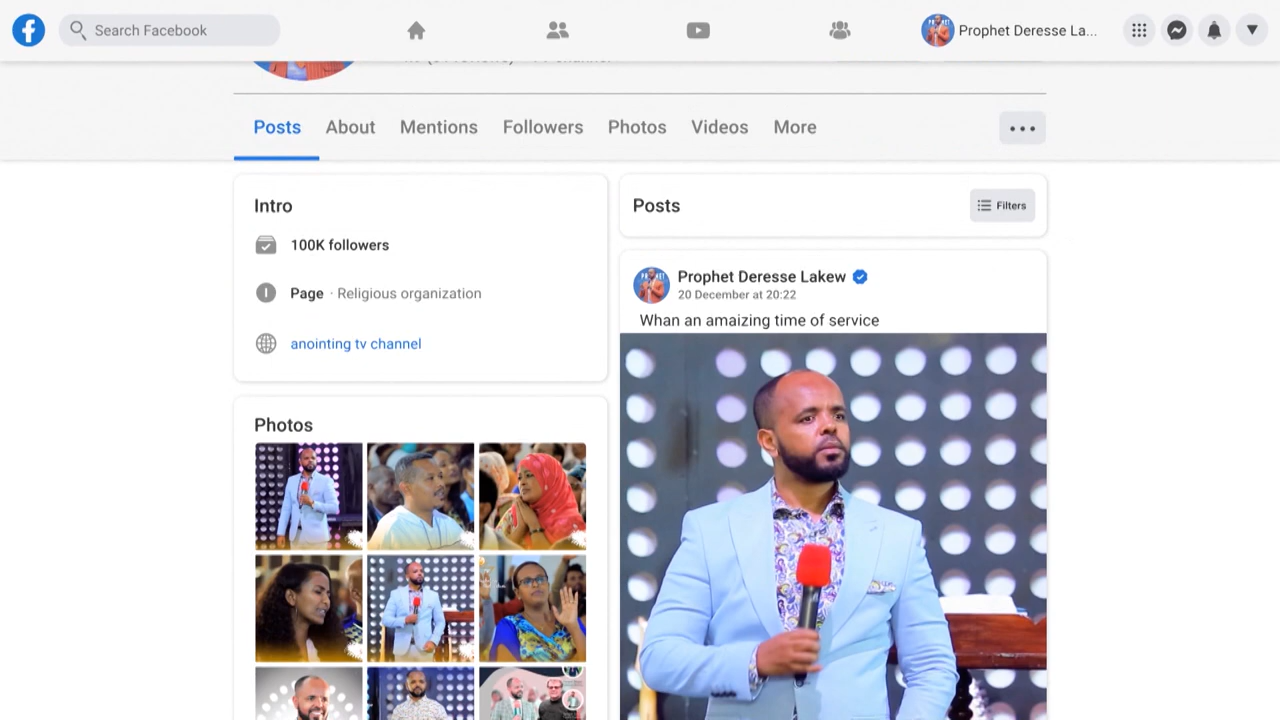 Search Facebook
Prophet Deresse La...
Posts
About
Mentions
Followers
Photos
Videos
More
Intro
100K followers
Page · Religious organization
anointing tv channel
Photos
Posts
Filters
Prophet Deresse Lakew
20 December at 20:22
Whan an amaizing time of service